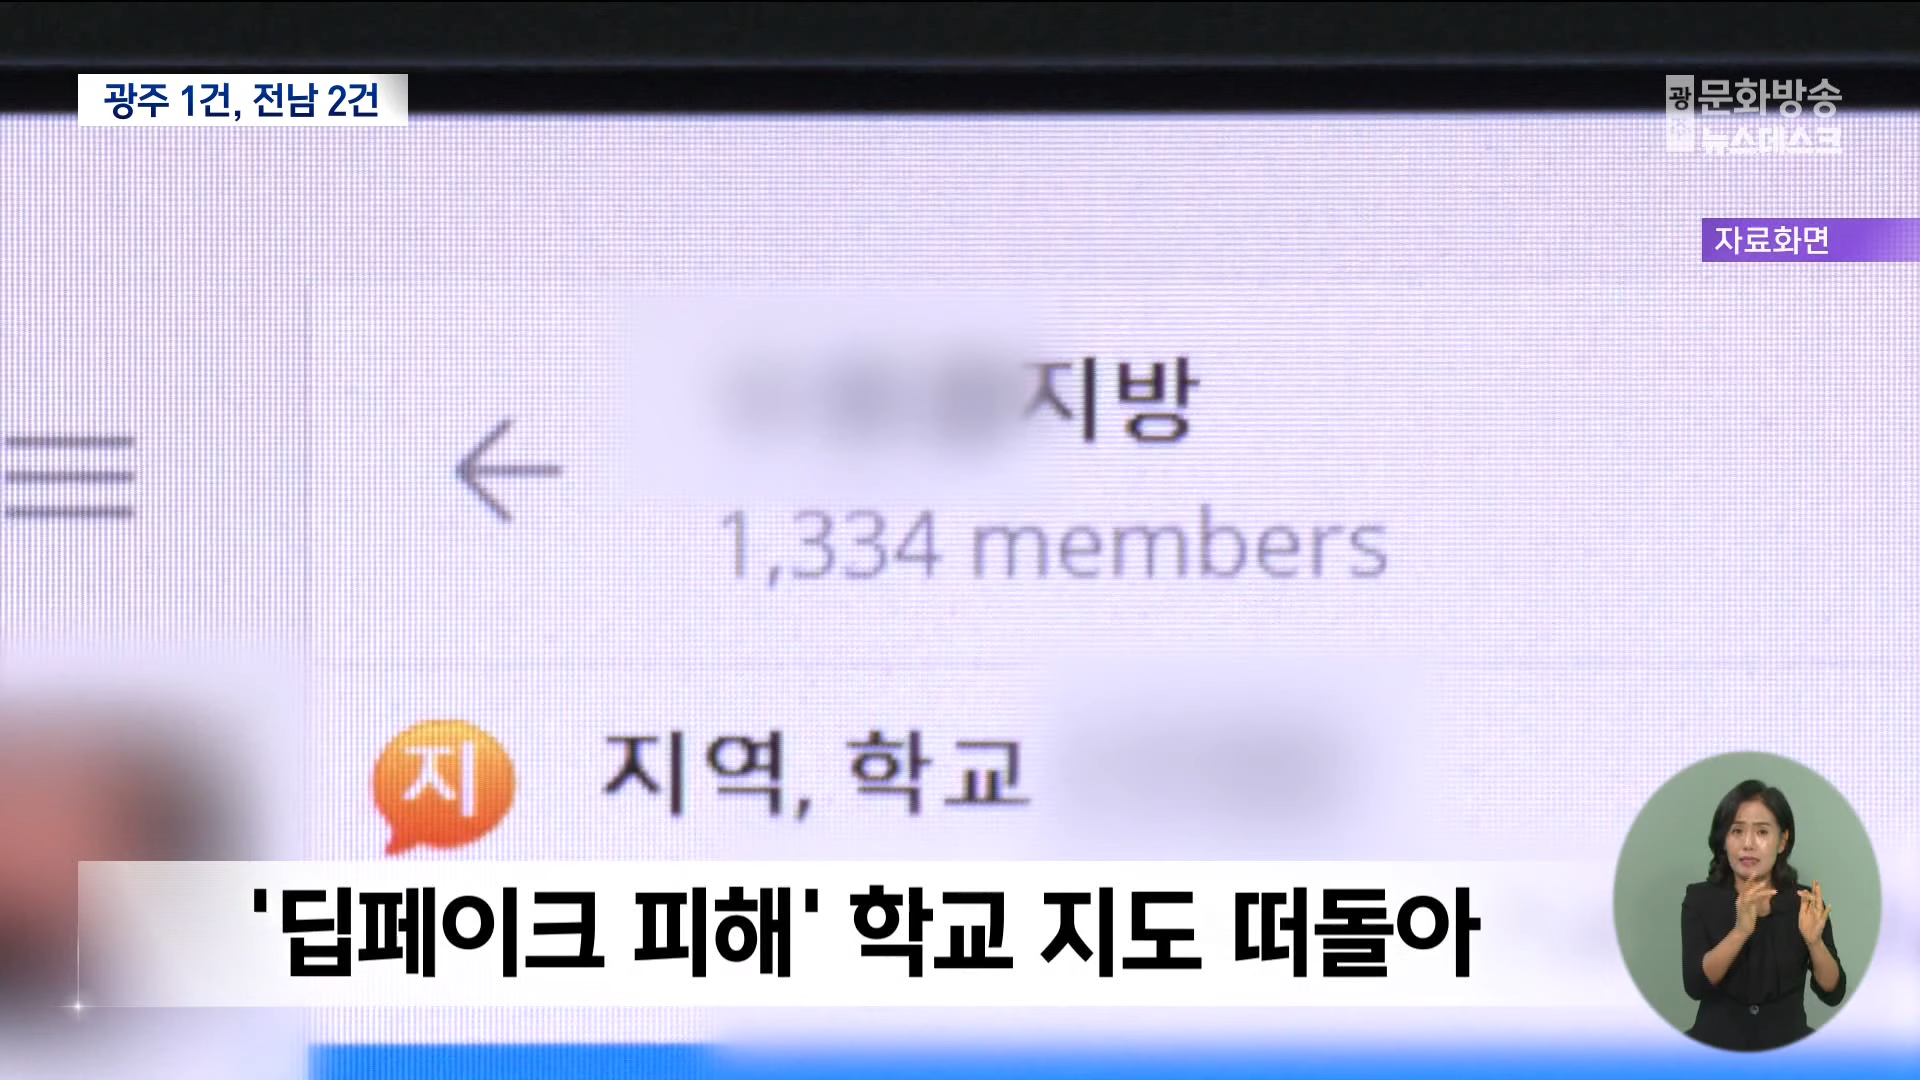 광주 1건, 전남 2건
광주
문화방송
뉴스데스크
자료화면
지방
1,334 members
지
지역, 학교
'딥페이크 피해' 학교 지도 떠돌아